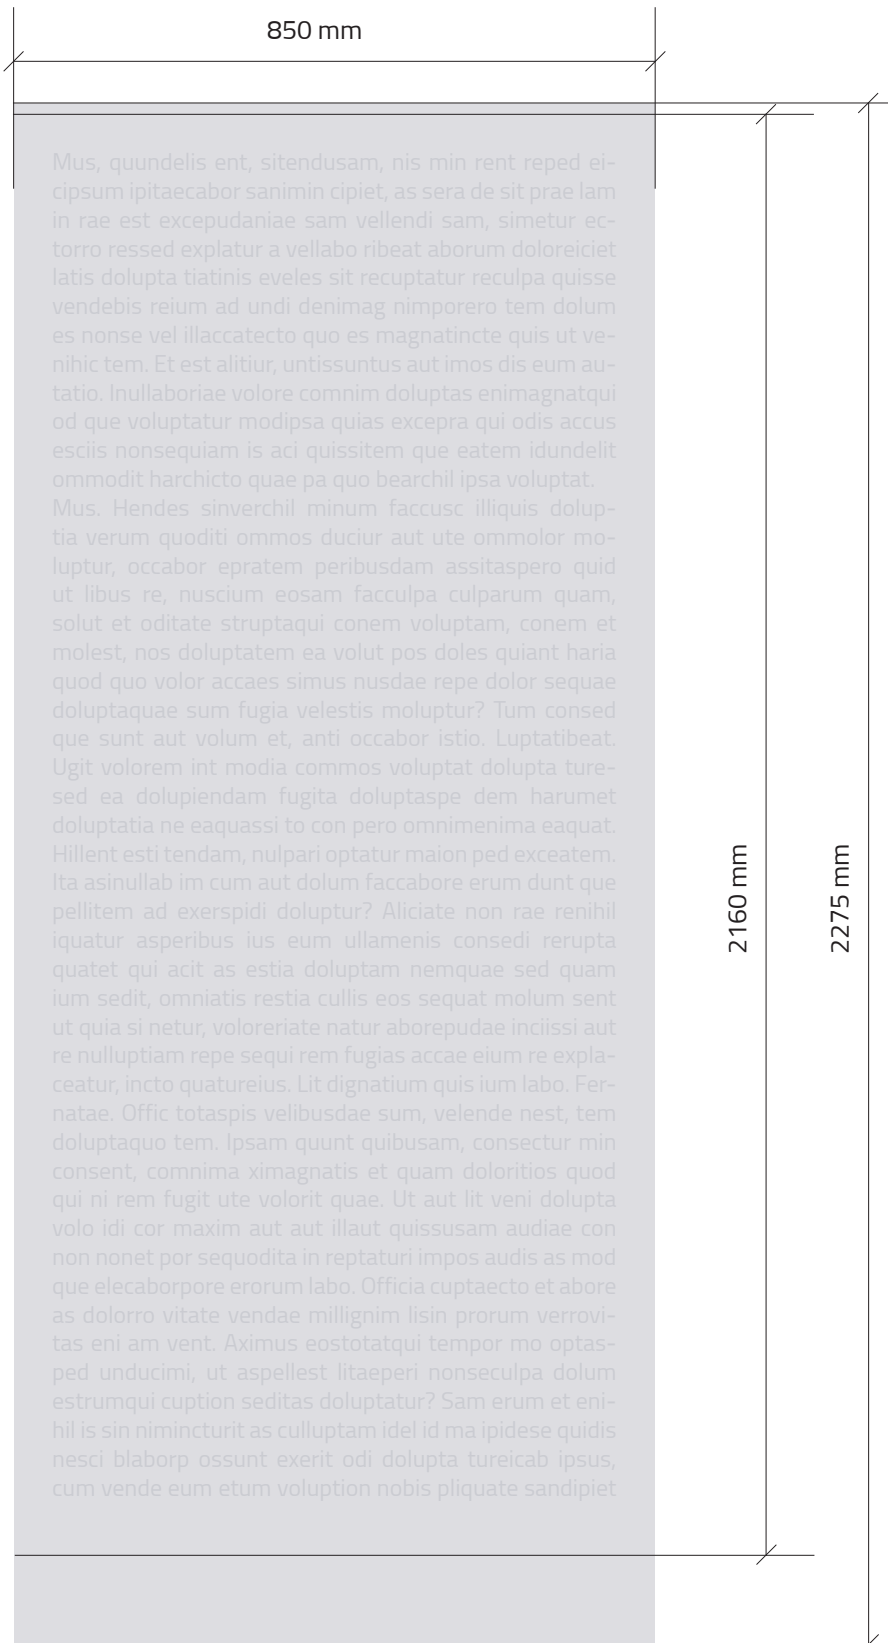 850 mm
Mus, quundelis ent, sitendusam, nis min rent reped ei-
cipsum ipitaecabor sanimin cipiet, as sera de sit prae lam
in rae est excepudaniae sam vellendi sam, simetur ec-
torro ressed explatur a vellabo ribeat aborum doloreiciet
latis dolupta tiatinis eveles sit recuptatur reculpa quisse
vendebis reium ad undi denimag nimporero tem dolum
es nonse vel illaccatecto quo es magnatincte quis ut ve-
nihic tem. Et est alitiur, untissuntus aut imos dis eum au-
tatio. Inullaboriae volore comnim doluptas enimagnatqui
od que voluptatur modipsa quias excepra qui odis accus
esciis nonsequiam is aci quissitem que eatem idundelit
ommodit harchicto quae pa quo bearchil ipsa voluptat.
Mus. Hendes sinverchil minum faccusc illiquis dolup-
tia verum quoditi ommos duciur aut ute ommolor mo-
luptur, occabor epratem peribusdam assitaspero quid
ut libus re, nuscium eosam facculpa culparum quam,
solut et oditate struptaqui conem voluptam, conem et
molest, nos doluptatem ea volut pos doles quiant haria
quod quo volor accaes simus nusdae repe dolor sequae
doluptaquae sum fugia velestis moluptur? Tum consed
que sunt aut volum et, anti occabor istio. Luptatibeat.
Ugit volorem int modia commos voluptat dolupta ture-
sed ea dolupiendam fugita doluptaspe dem harumet
doluptatia ne eaquassi to con pero omnimenima eaquat.
Hillent esti tendam, nulpari optatur maion ped exceatem.
Ita asinullab im cum aut dolum faccabore erum dunt que
pellitem ad exerspidi doluptur? Aliciate non rae renihil
iquatur asperibus ius eum ullamenis consedi rerupta
quatet qui acit as estia doluptam nemquae sed quam
ium sedit, omniatis restia cullis eos sequat molum sent
ut quia si netur, voloreriate natur aborepudae inciissi aut
re nulluptiam repe sequi rem fugias accae eium re expla-
ceatur, incto quatureius. Lit dignatium quis ium labo. Fer-
natae. Offic totaspis velibusdae sum, velende nest, tem
doluptaquo tem. Ipsam quunt quibusam, consectur min
consent, comnima ximagnatis et quam doloritios quod
qui ni rem fugit ute volorit quae. Ut aut lit veni dolupta
volo idi cor maxim aut aut illaut quissusam audiae con
non nonet por sequodita in reptaturi impos audis as mod
que elecaborpore erorum labo. Officia cuptaecto et abore
as dolorro vitate vendae millignim lisin prorum verrovi-
tas eni am vent. Aximus eostotatqui tempor mo optas-
ped unducimi, ut aspellest litaeperi nonseculpa dolum
estrumqui cuption seditas doluptatur? Sam erum et eni-
hil is sin nimincturit as culluptam idel id ma ipidese quidis
nesci blaborp ossunt exerit odi dolupta tureicab ipsus,
cum vende eum etum voluption nobis pliquate sandipiet
2160 mm
2275 mm